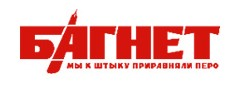 БАГНЕТ
МЫ К ШТЫКУ ПРИРАВНЯЛИ ПЕРО